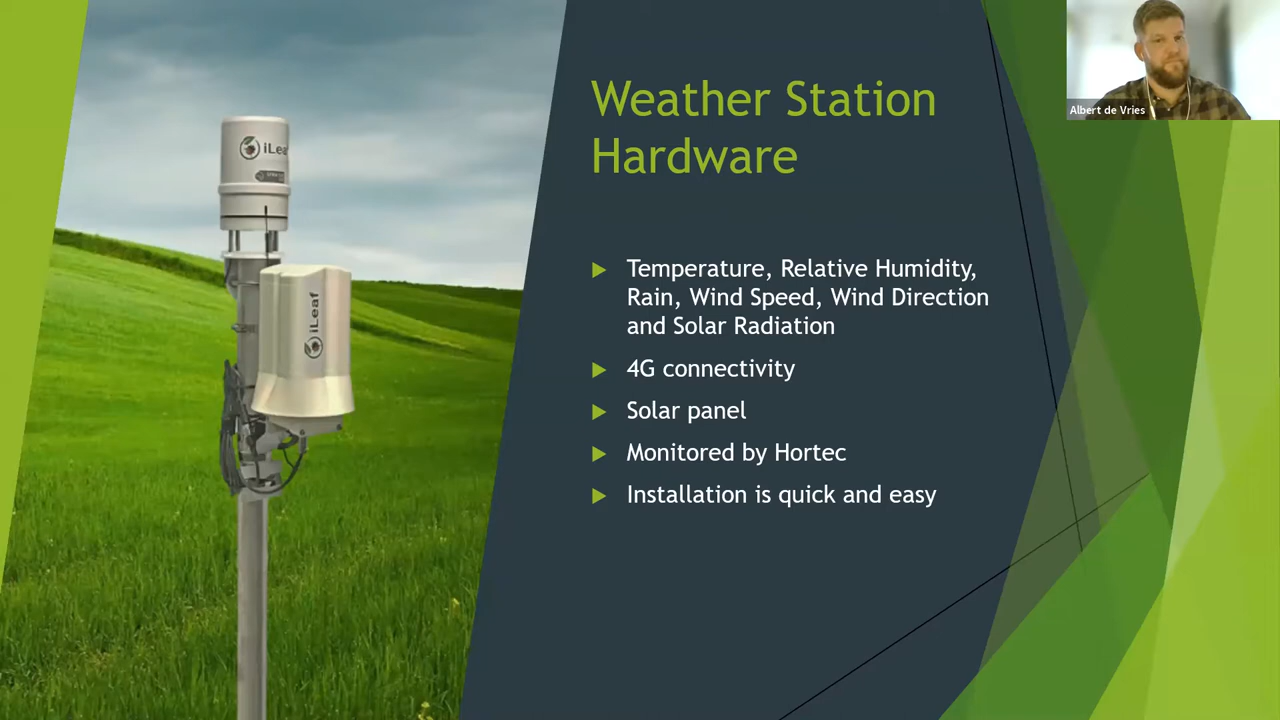 Weather Station
Hardware
Temperature, Relative Humidity,
Rain, Wind Speed, Wind Direction
and Solar Radiation
4G connectivity
Solar panel
Monitored by Hortec
Installation is quick and easy
Albert de Vries
iLeaf